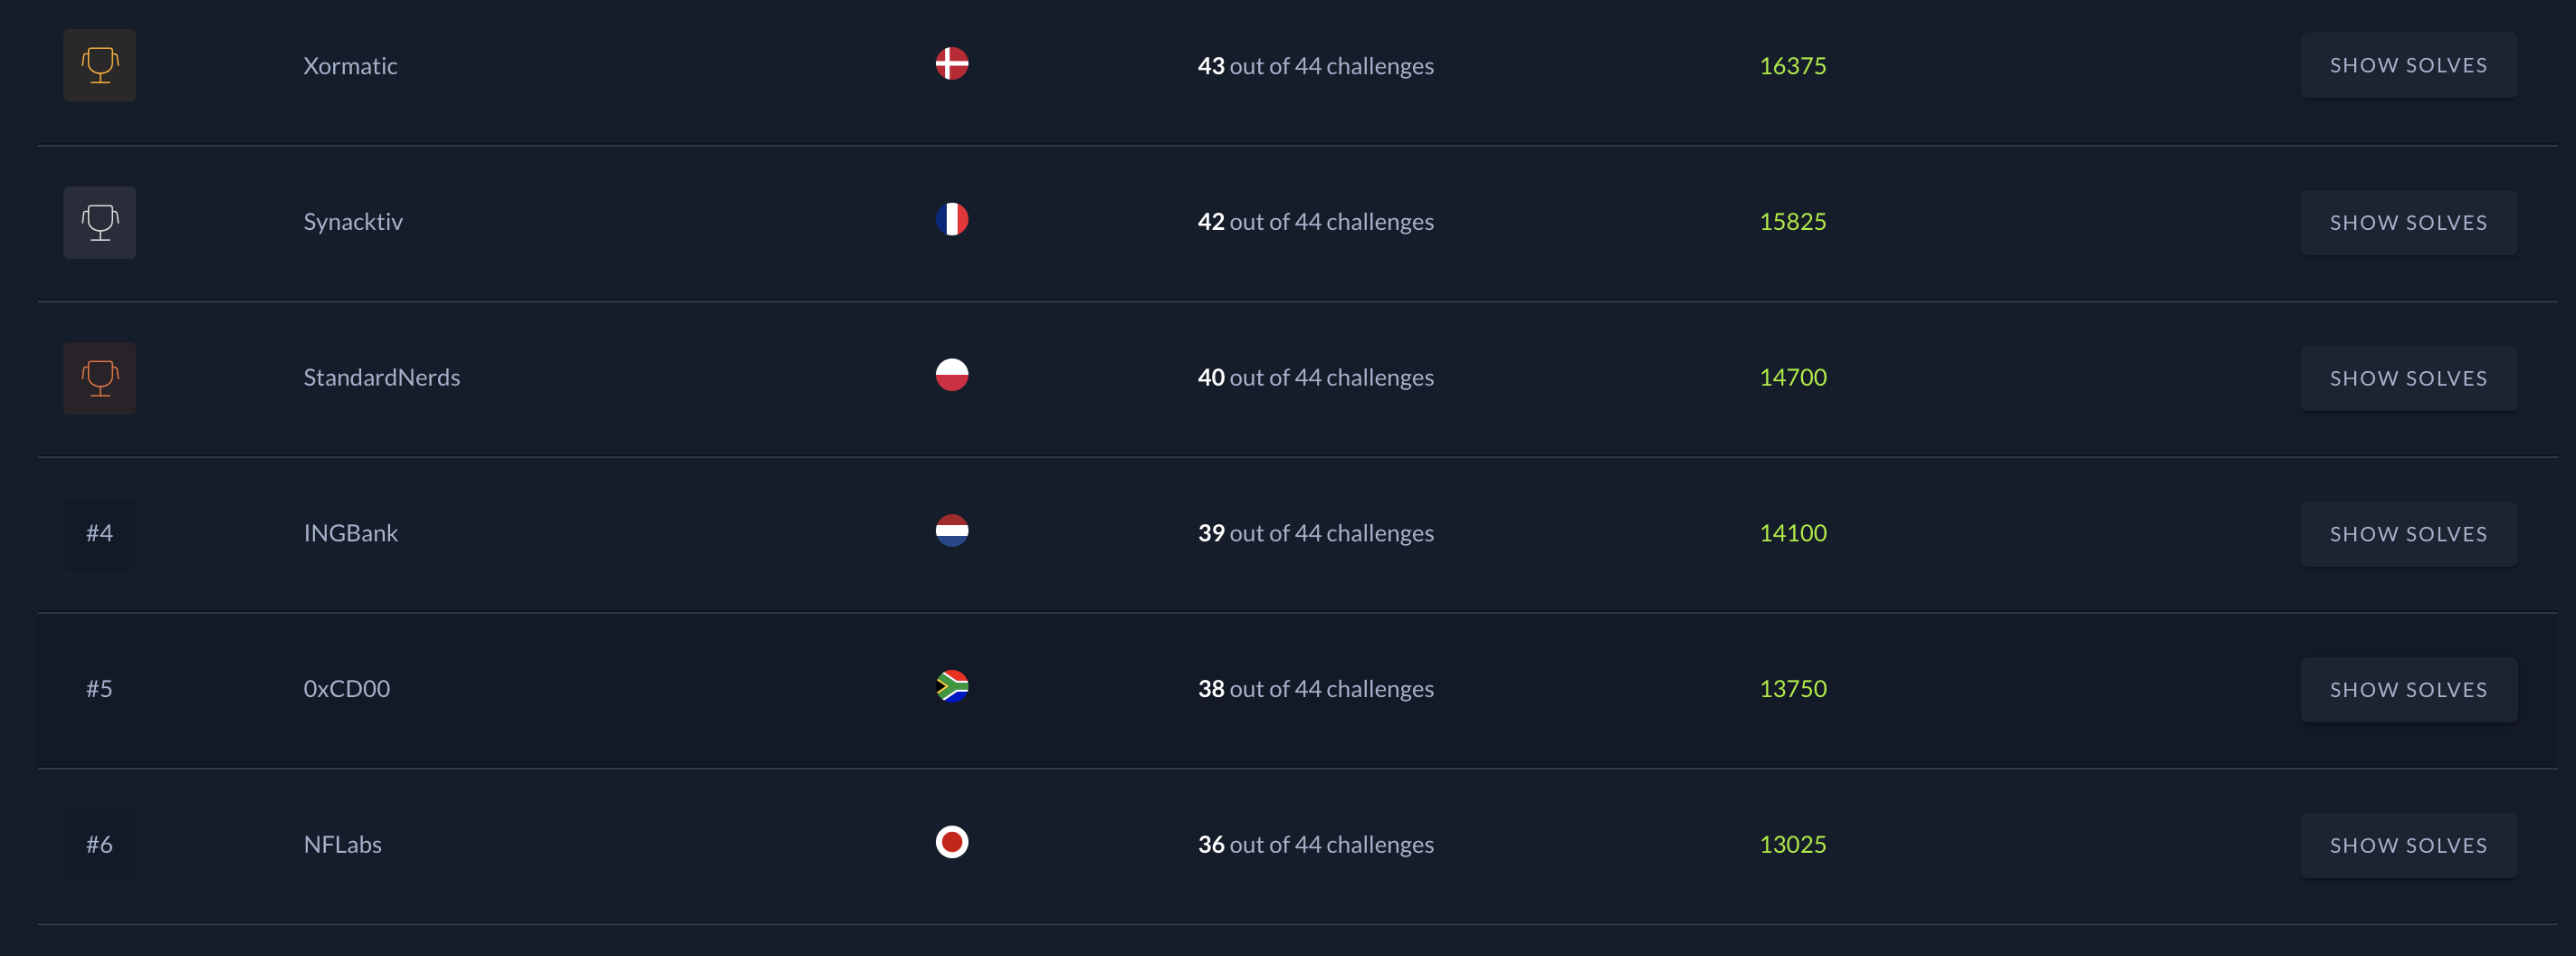 Xormatic 43 out of 44 challenges 16375 SHOW SOLVES
Synacktiv 42 out of 44 challenges 15825 SHOW SOLVES
StandardNerds 40 out of 44 challenges 14700 SHOW SOLVES
#4 INGBank 39 out of 44 challenges 14100 SHOW SOLVES
#5 0xCD00 38 out of 44 challenges 13750 SHOW SOLVES
#6 NFLabs 36 out of 44 challenges 13025 SHOW SOLVES